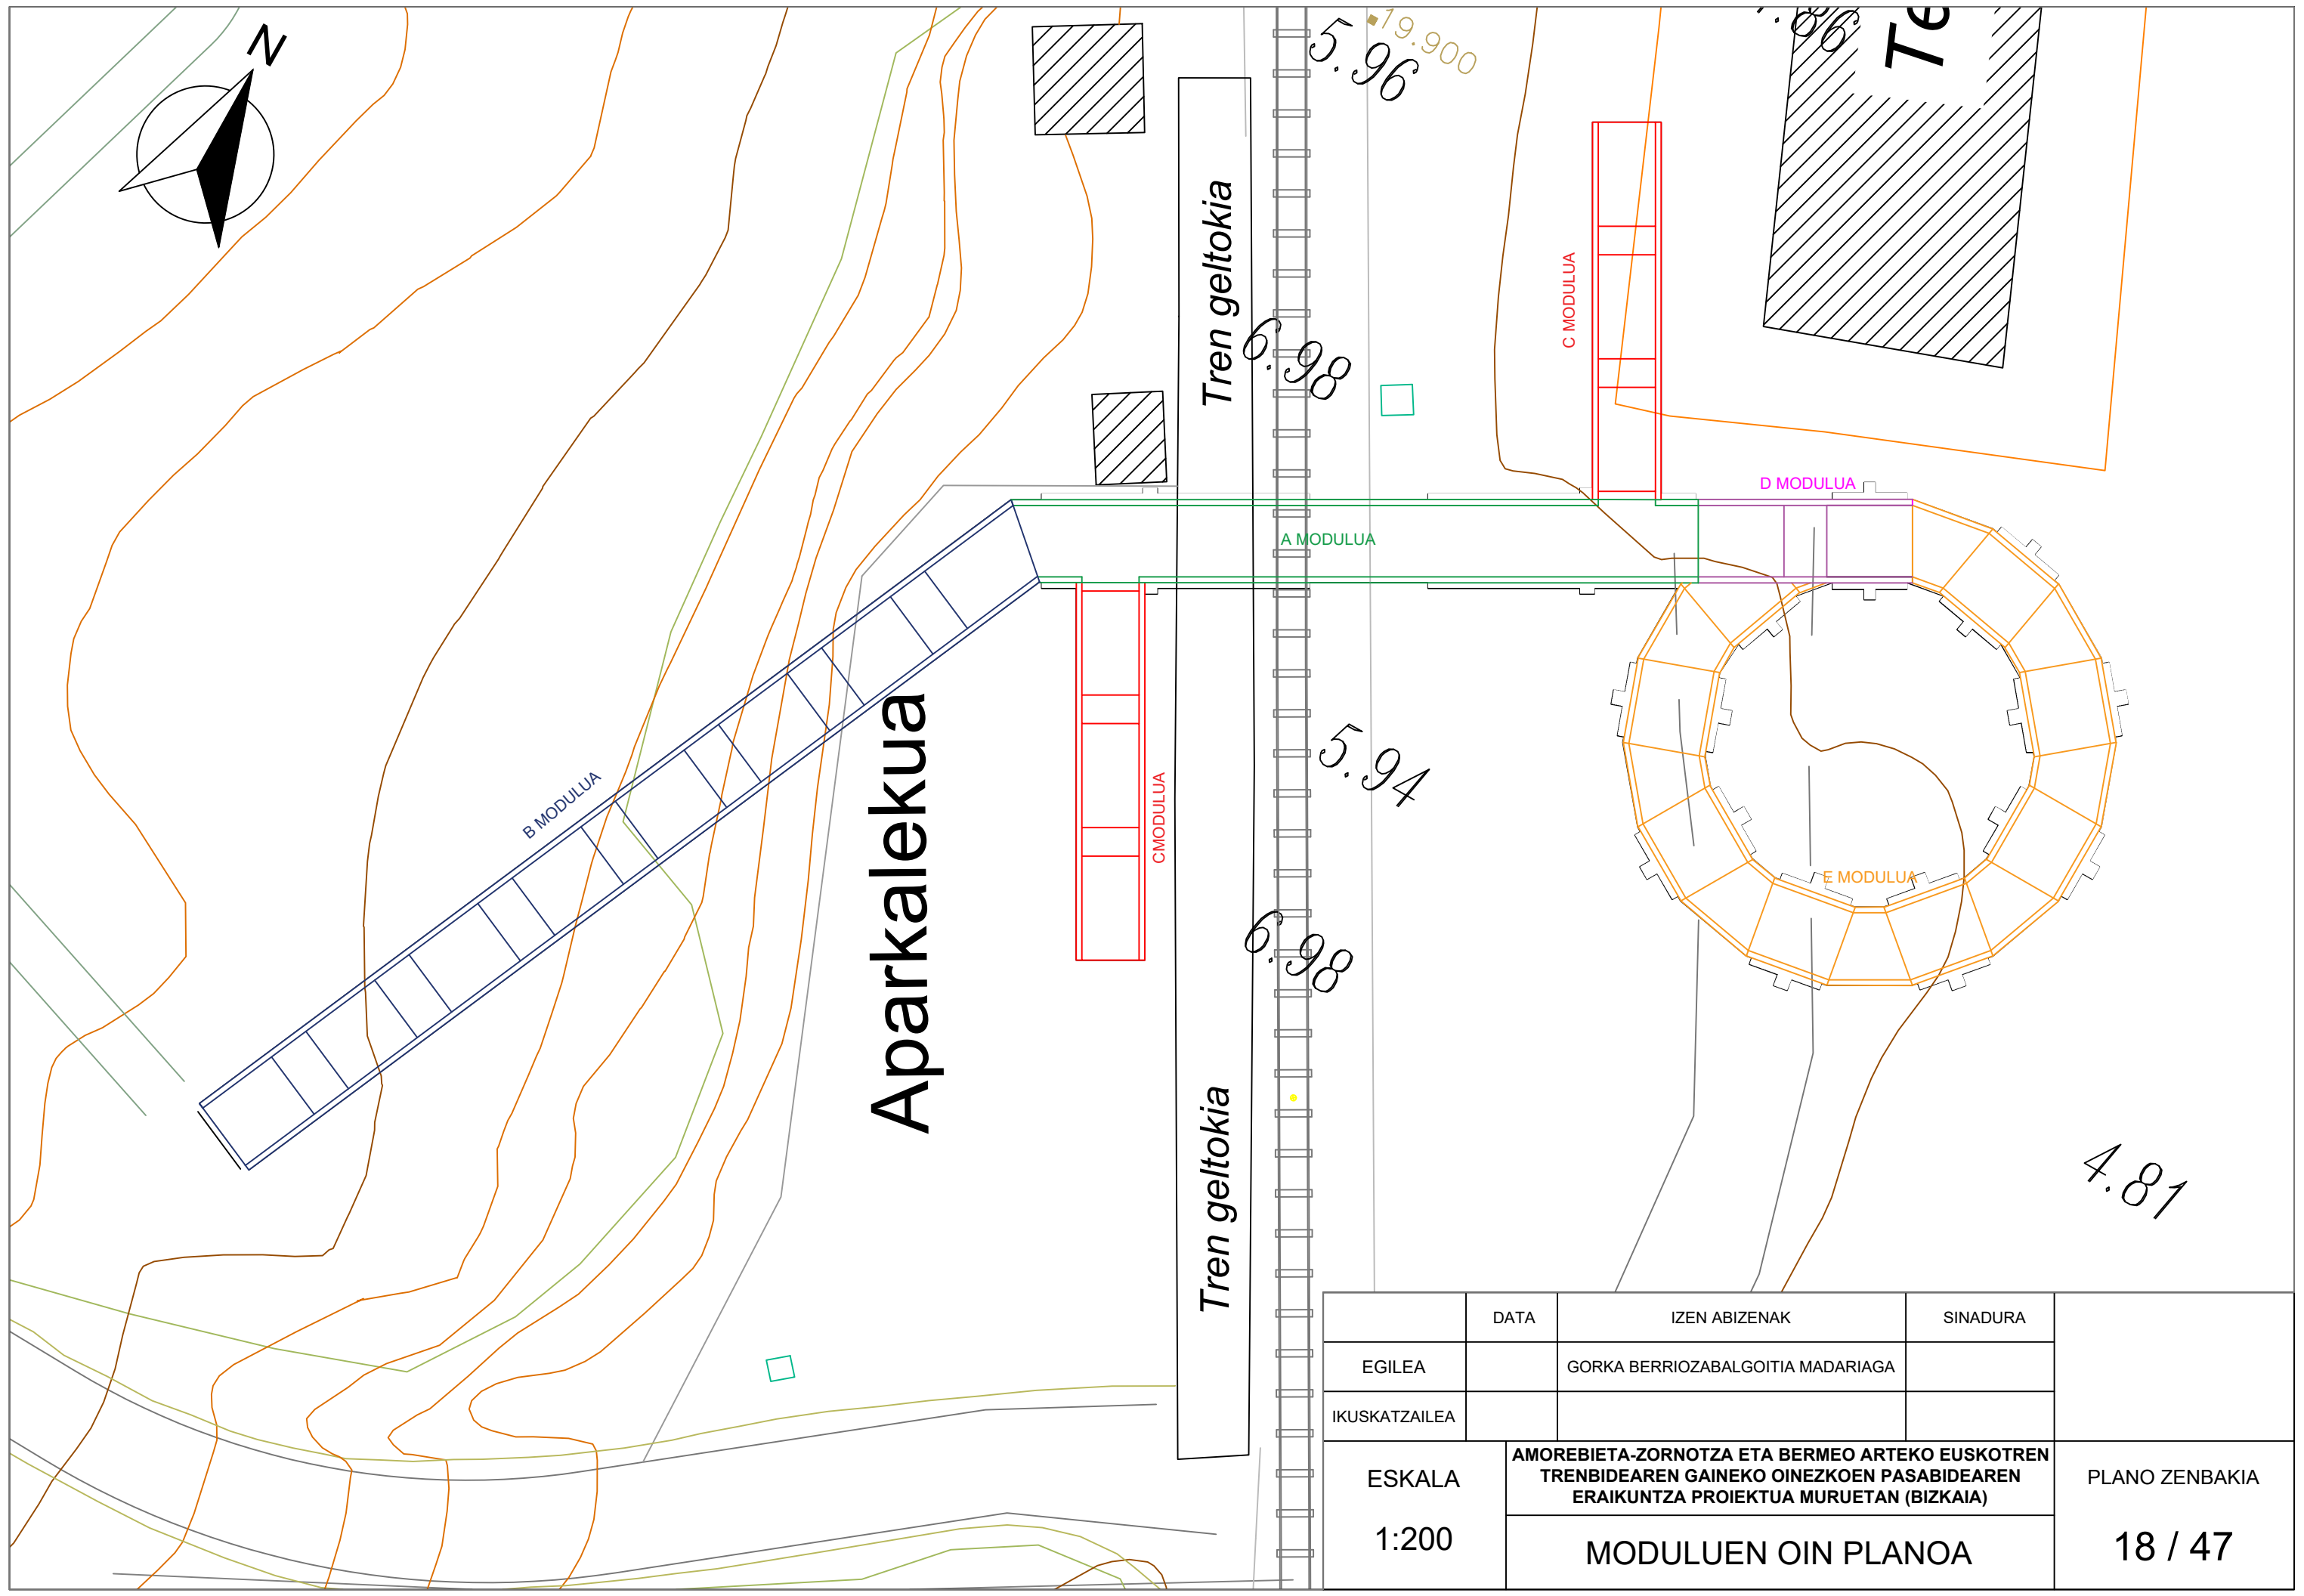 N
5.96
19.900
Tren geltokia
6.98
C MODULUA
D MODULUA
A MODULUA
B MODULUA
Aparkalekua
CMODULUA
5.94
E MODULUA
6.98
Tren geltokia
4.81
DATA IZEN ABIZENAK SINADURA
EGILEA GORKA BERRIOZABALGOITIA MADARIAGA
IKUSKATZAILEA
ESKALA
1:200
AMOREBIETA-ZORNOTZA ETA BERMEO ARTEKO EUSKOTREN
TRENBIDEAREN GAINEKO OINEZKOEN PASABIDEAREN
ERAIKUNTZA PROIEKTUA MURUETAN (BIZKAIA)
MODULUEN OIN PLANOA
PLANO ZENBAKIA
18 / 47